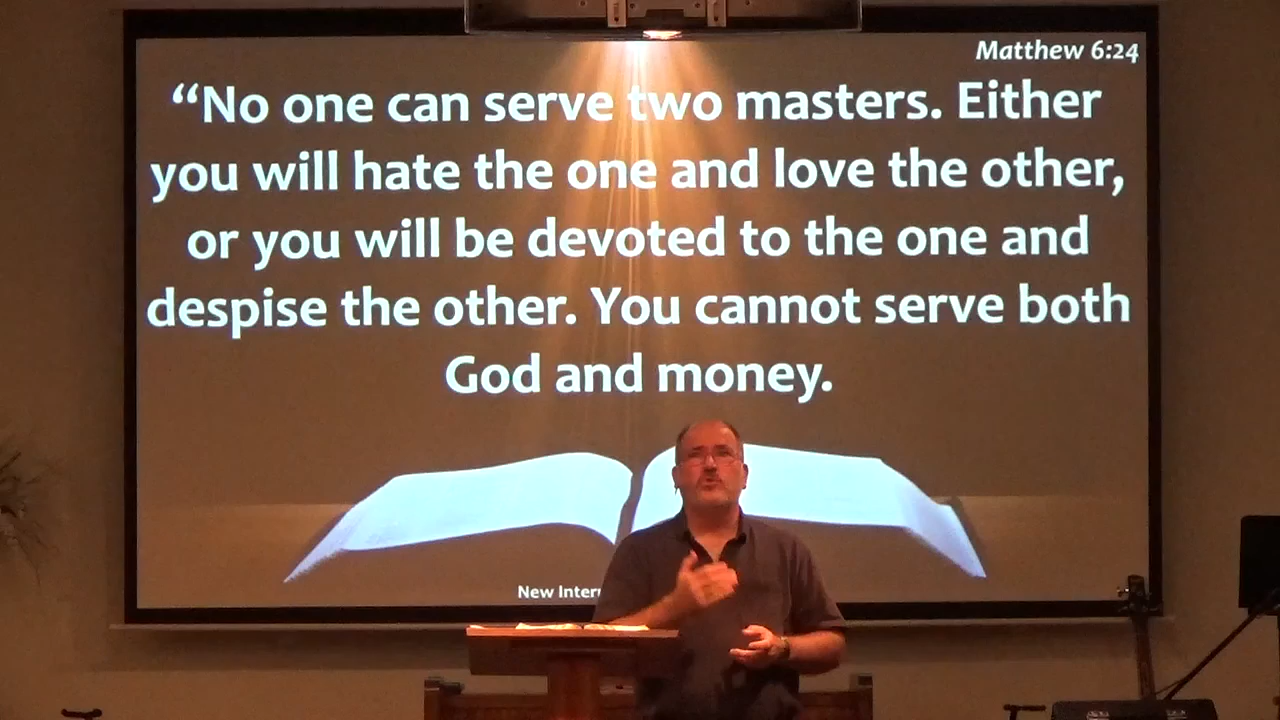 Matthew 6:24
“No one can serve two masters. Either
you will hate the one and love the other,
or you will be devoted to the one and
despise the other. You cannot serve both
God and money.
New